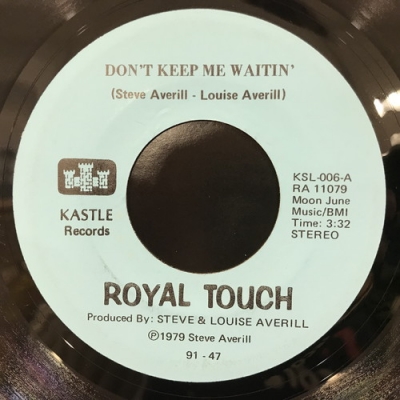 DON'T KEEP ME WAITIN'
(Steve Averill - Louise Averill)
KASTLE
Records
KSL-006-A
RA 11079
Moon June
Music/BMI
Time: 3:32
STEREO
ROYAL TOUCH
Produced By: STEVE & LOUISE AVERILL
℗1979 Steve Averill
91 - 47